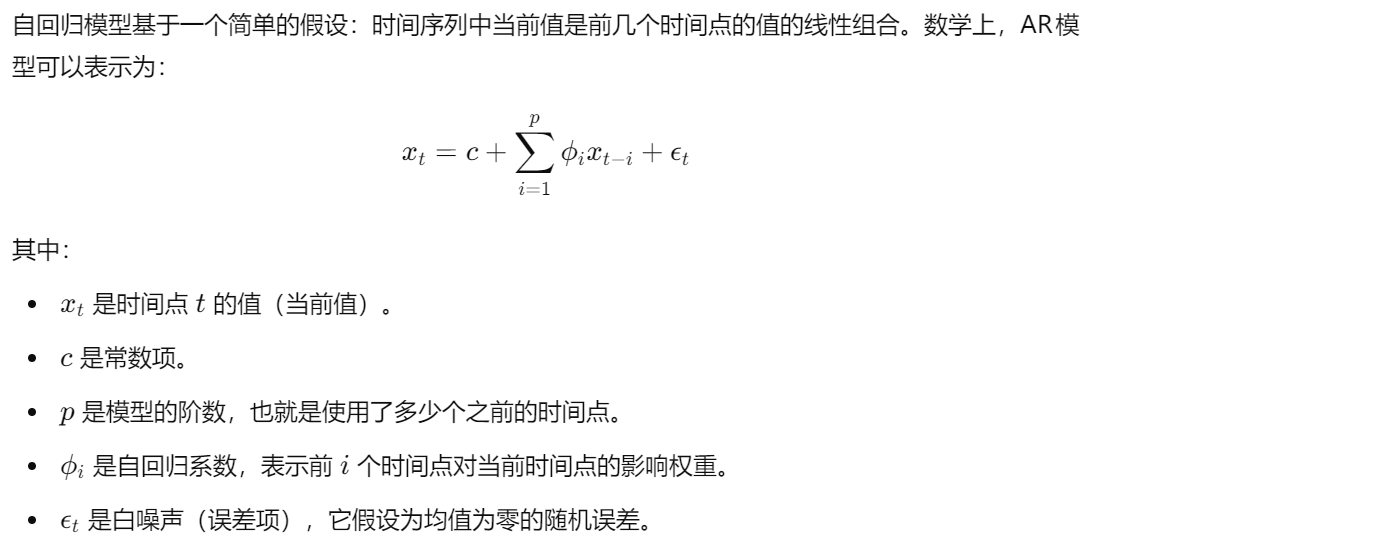 自回归模型基于一个简单的假设：时间序列中当前值是前几个时间点的值的线性组合。数学上，AR模
型可以表示为：
$x_t = c + \sum_{i=1}^{p} \phi_i x_{t-i} + \epsilon_t$
其中：
• $x_t$ 是时间点 $t$ 的值（当前值）。
• $c$ 是常数项。
• $p$ 是模型的阶数，也就是使用了多少个之前的时间点。
• $\phi_i$ 是自回归系数，表示前 $i$ 个时间点对当前时间点的影响权重。
• $\epsilon_t$ 是白噪声（误差项），它假设为均值为零的随机误差。